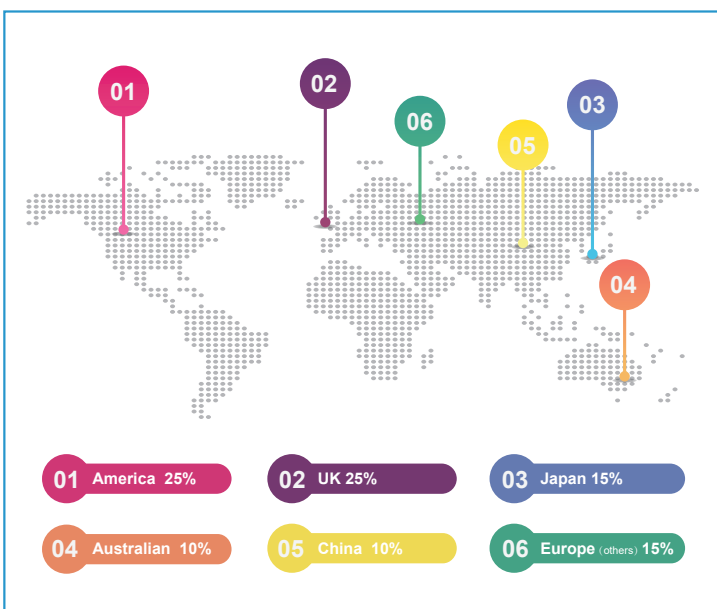 01
02
03
06
05
04
01 America 25%
02 UK 25%
03 Japan 15%
04 Australian 10%
05 China 10%
06 Europe (others) 15%